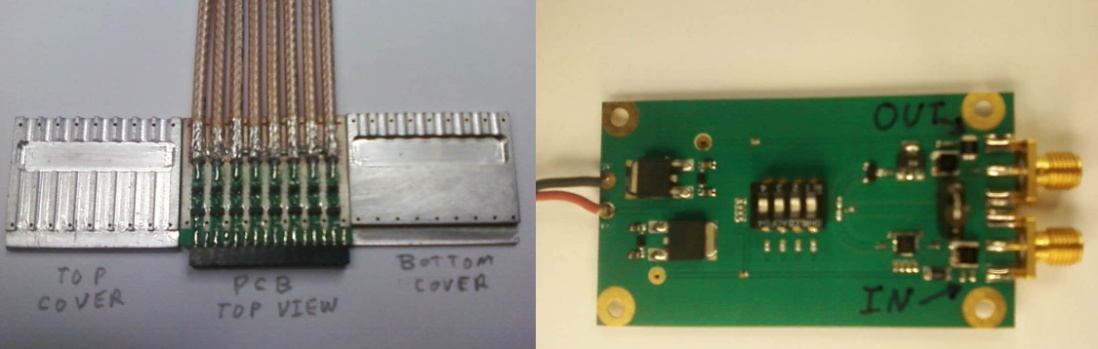 TOP
COVER
PCB
TOP VIEW
BOTTOM
COVER
OUT
IN